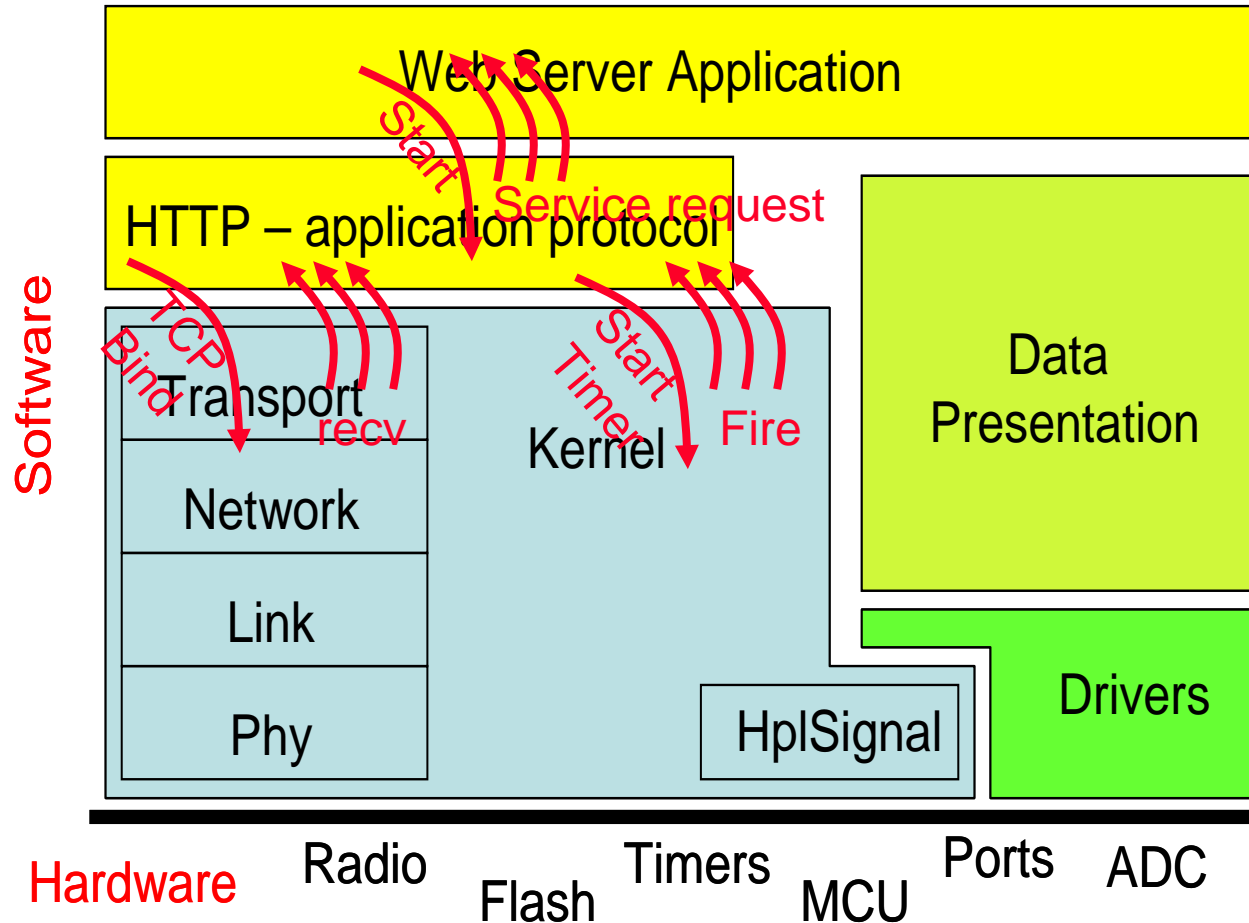 Web Server Application
Start
Service request
HTTP – application protocol
Software
TCP
Bind
Transport
recv
Start
Timer
Fire
Kernel
Data
Presentation
Network
Link
Phy
HplSignal
Drivers
Hardware
Radio
Flash
Timers
MCU
Ports
ADC